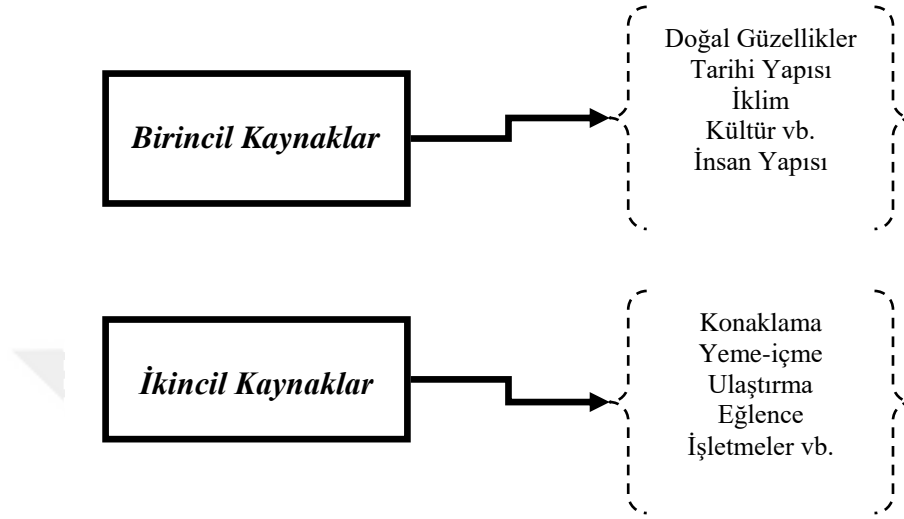 Birincil Kaynaklar
Doğal Güzellikler
Tarihi Yapısı
İklim
Kültür vb.
İnsan Yapısı
İkincil Kaynaklar
Konaklama
Yeme-içme
Ulaştırma
Eğlence
İşletmeler vb.